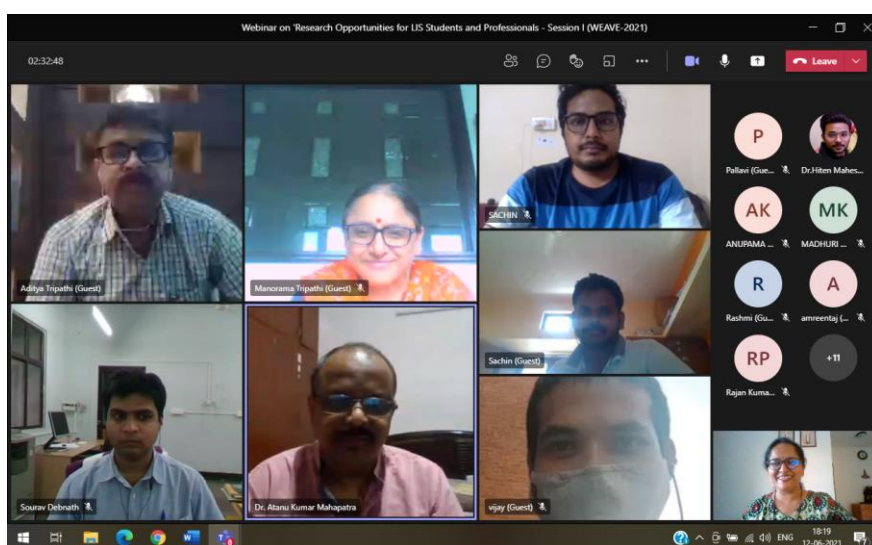 Webinar on 'Research Opportunities for LIS Students and Professionals - Session I (WEAVE-2021)
02:32:48
Leave
Aditya Tripathi (Guest)
Manorama Tripathi (Guest)
SACHIN
Sachin (Guest)
Sourav Debnath
Dr. Atanu Kumar Mahapatra
vijay (Guest)
P
Pallavi (Gue...
Dr.Hiten Mahes...
AK
ANUPAMA ...
MK
MADHURI ...
R
Rashmi (Gu...
A
amreentaj (...
RP
Rajan Kuma...
+11
ENG
18:19
12-06-2021